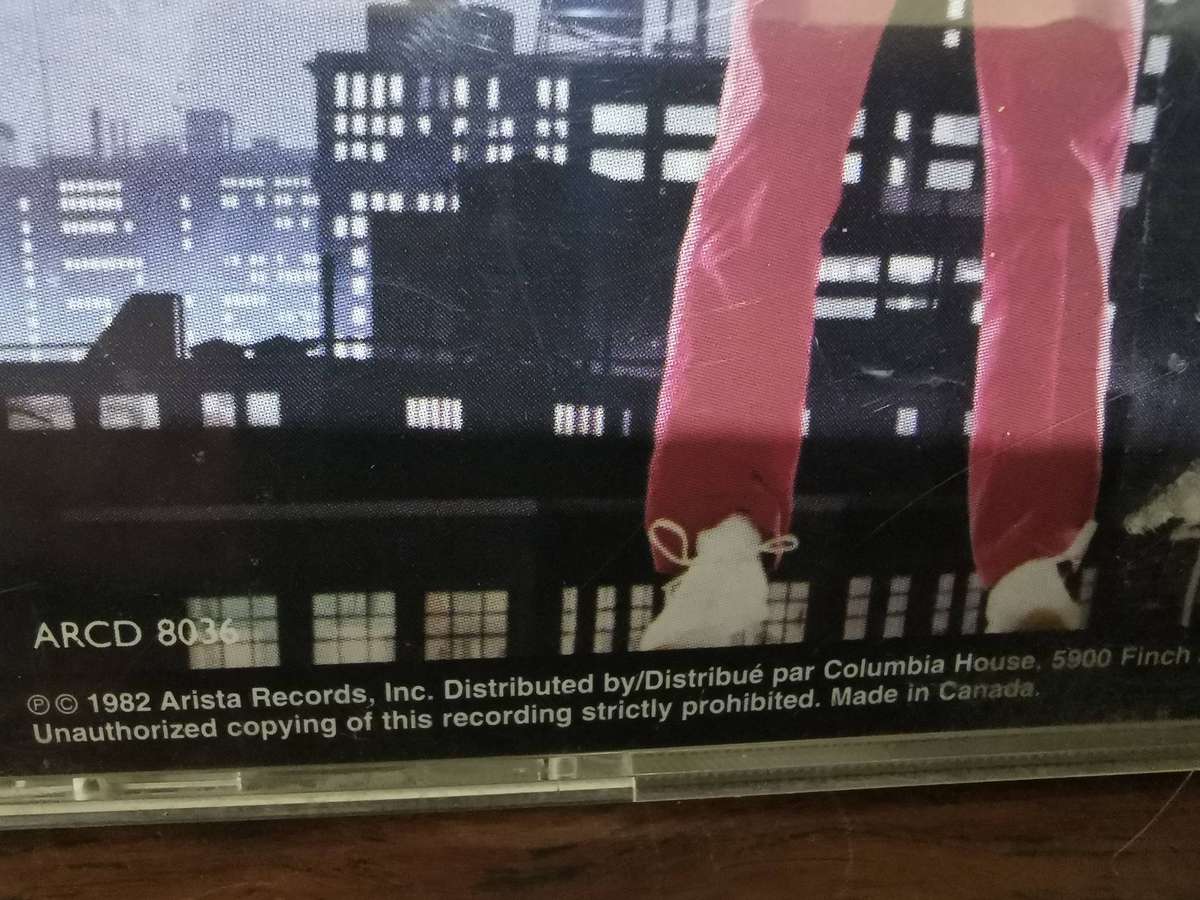 ARCD 8036
℗ © 1982 Arista Records, Inc. Distributed by/Distribué par Columbia House, 5900 Finch
Unauthorized copying of this recording strictly prohibited. Made in Canada.